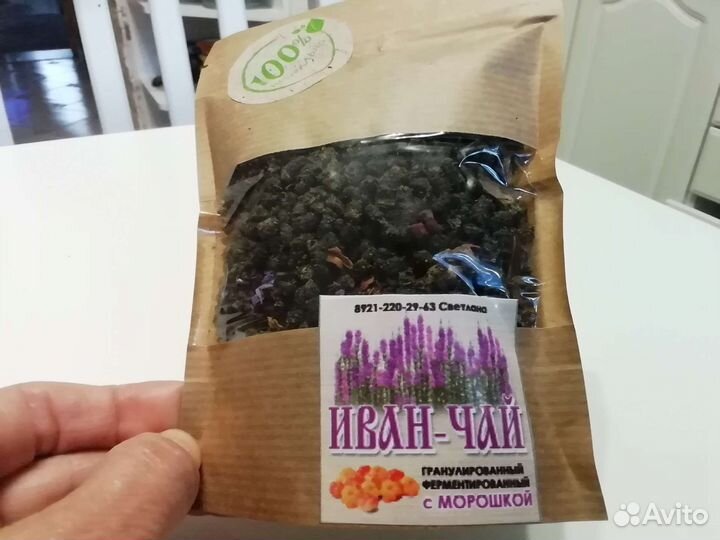 100%
8921-220-29-63 Светлана
ИВАН-ЧАЙ
ГРАНУЛИРОВАННЫЙ
ФЕРМЕНТИРОВАННЫЙ
С МОРОШКОЙ
Avito